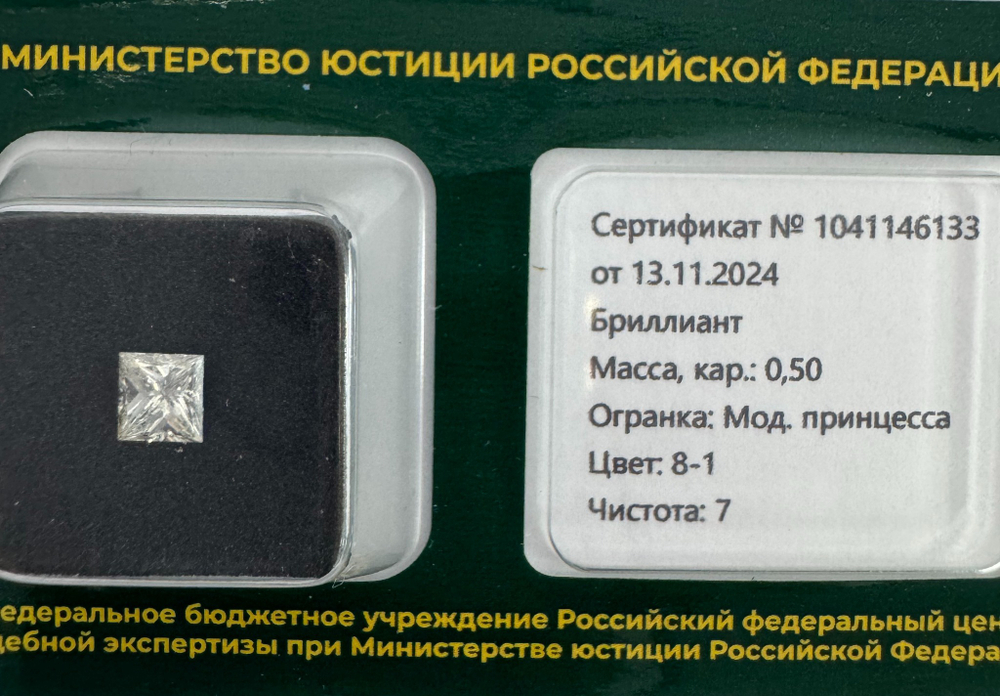 МИНИСТЕРСТВО ЮСТИЦИИ РОССИЙСКОЙ ФЕДЕРАЦИ
Сертификат № 1041146133
от 13.11.2024
Бриллиант
Масса, кар.: 0,50
Огранка: Мод. принцесса
Цвет: 8-1
Чистота: 7
едеральное бюджетное учреждение Российский федеральный цен
дебной экспертизы при Министерстве юстиции Российской Федера